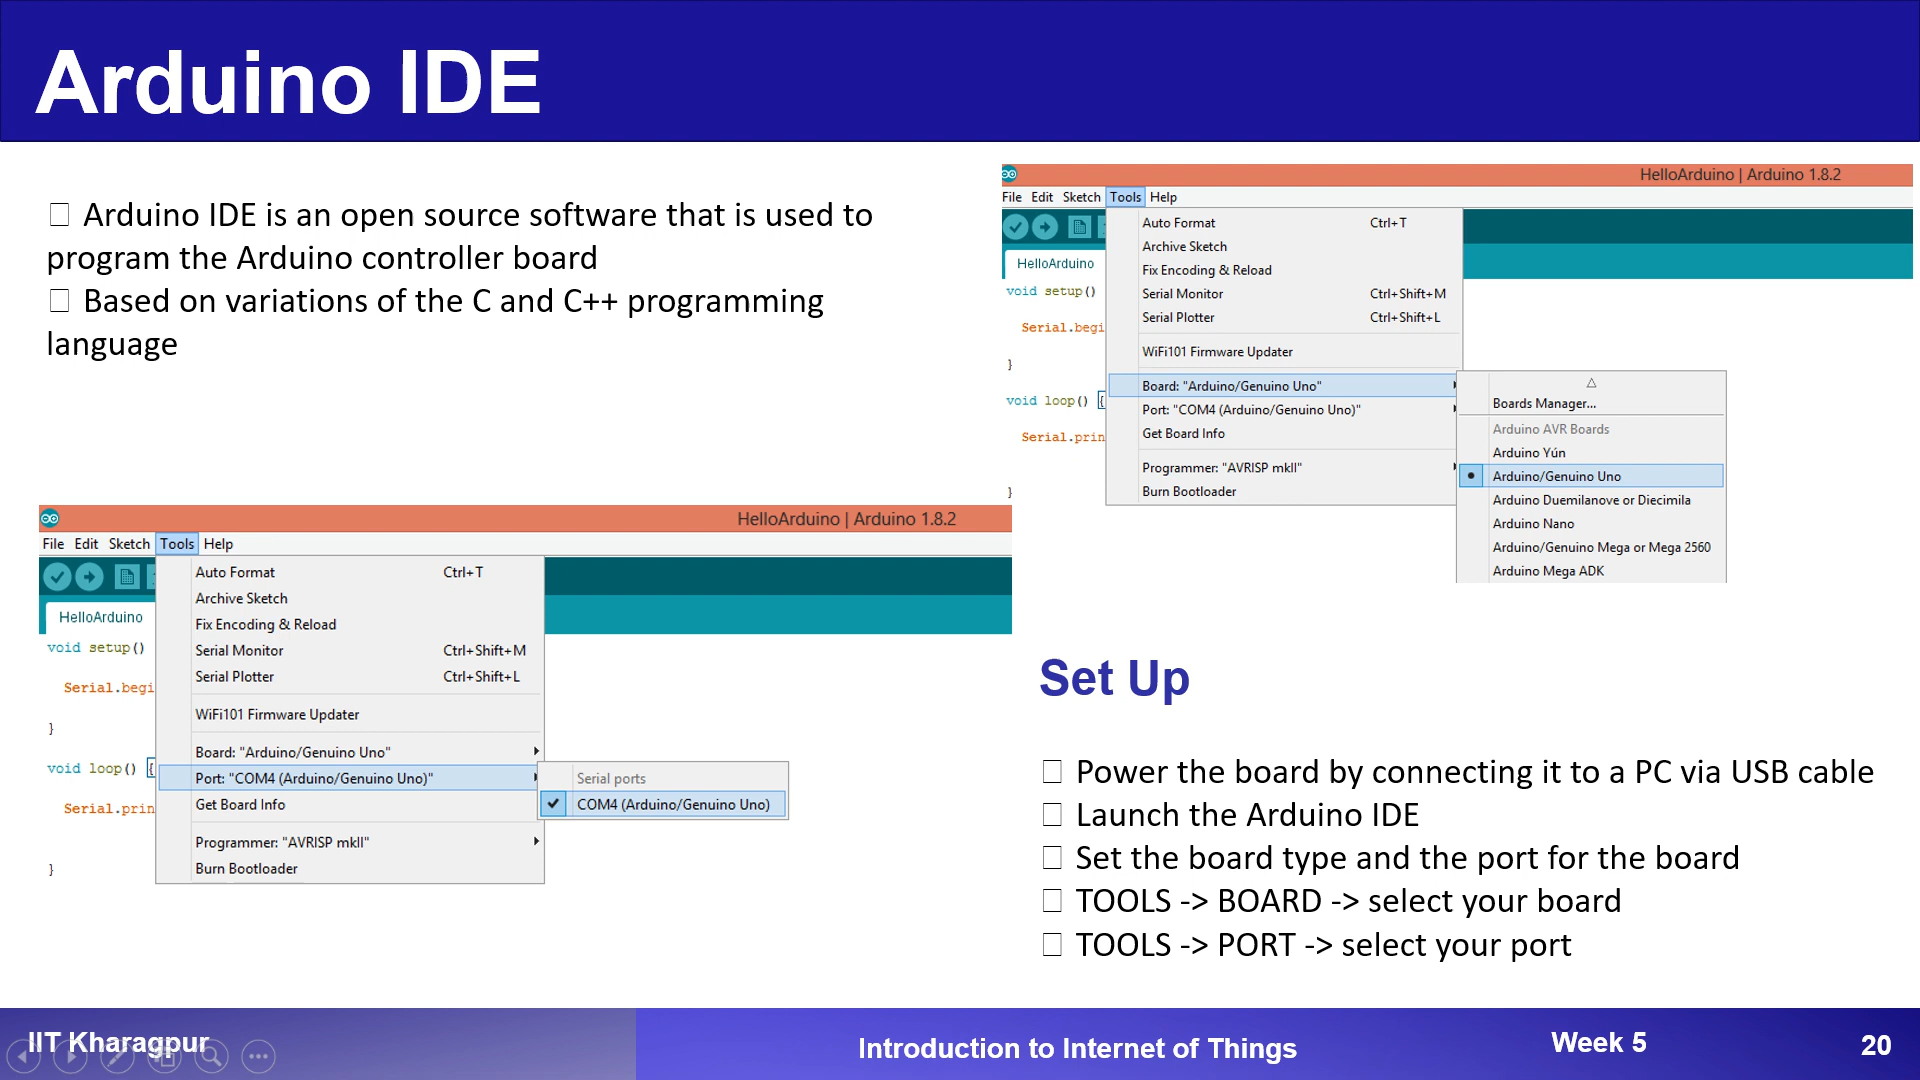 Arduino IDE
Arduino IDE is an open source software that is used to
program the Arduino controller board
Based on variations of the C and C++ programming
language
HelloArduino | Arduino 1.8.2
File Edit Sketch Tools Help
Auto Format Ctrl+T
Archive Sketch
HelloArduino
Fix Encoding & Reload
void setup()
Serial Monitor Ctrl+Shift+M
Serial Plotter Ctrl+Shift+L
Serial.begi
WiFi101 Firmware Updater
}
Board: "Arduino/Genuino Uno"
void loop() {
Port: "COM4 (Arduino/Genuino Uno)"
Get Board Info
Serial.prin
Programmer: "AVRISP mkII"
Burn Bootloader
}
Boards Manager...
Arduino AVR Boards
Arduino Yún
Arduino/Genuino Uno
Arduino Duemilanove or Diecimila
Arduino Nano
Arduino/Genuino Mega or Mega 2560
Arduino Mega ADK
HelloArduino | Arduino 1.8.2
File Edit Sketch Tools Help
Auto Format Ctrl+T
Archive Sketch
HelloArduino
Fix Encoding & Reload
void setup()
Serial Monitor Ctrl+Shift+M
Serial Plotter Ctrl+Shift+L
Serial.begi
WiFi101 Firmware Updater
}
Board: "Arduino/Genuino Uno"
void loop() {
Port: "COM4 (Arduino/Genuino Uno)"
Serial ports
COM4 (Arduino/Genuino Uno)
Get Board Info
Serial.prin
Programmer: "AVRISP mkII"
Burn Bootloader
}
Set Up
Power the board by connecting it to a PC via USB cable
Launch the Arduino IDE
Set the board type and the port for the board
TOOLS -> BOARD -> select your board
TOOLS -> PORT -> select your port
IIT Kharagpur
Introduction to Internet of Things
Week 5
20